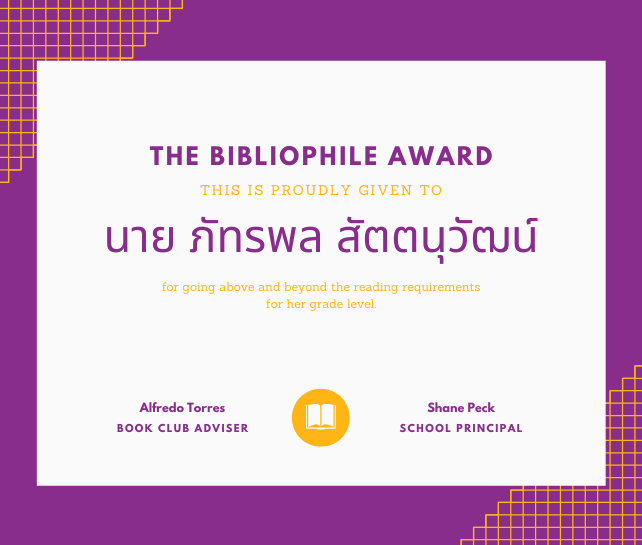 THE BIBLIOPHILE AWARD
THIS IS PROUDLY GIVEN TO
นาย ภัทรพล สัตตนุวัฒน์
for going above and beyond the reading requirements
for her grade level.
Alfredo Torres
BOOK CLUB ADVISER
Shane Peck
SCHOOL PRINCIPAL